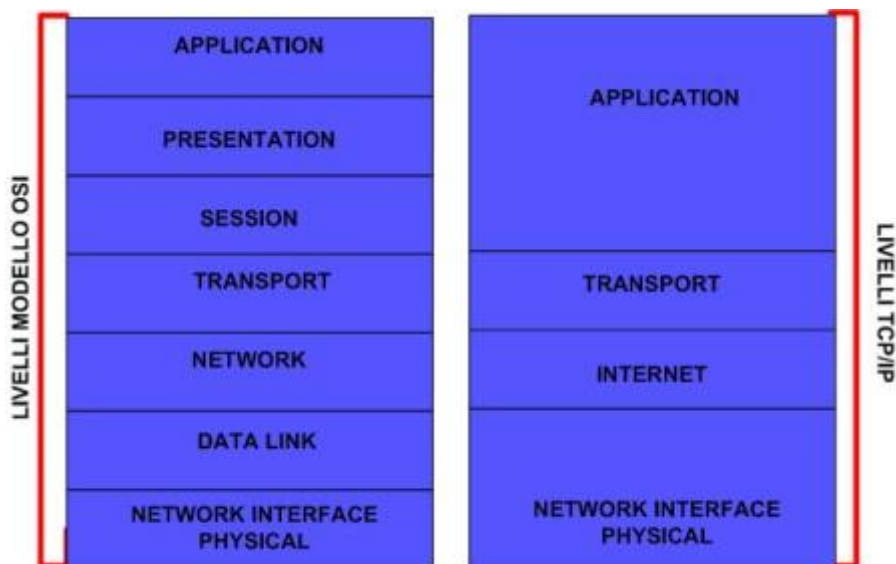 LIVELLI MODELLO OSI
APPLICATION
PRESENTATION
SESSION
TRANSPORT
NETWORK
DATA LINK
NETWORK INTERFACE
PHYSICAL
APPLICATION
TRANSPORT
INTERNET
NETWORK INTERFACE
PHYSICAL
LIVELLI TCP/IP